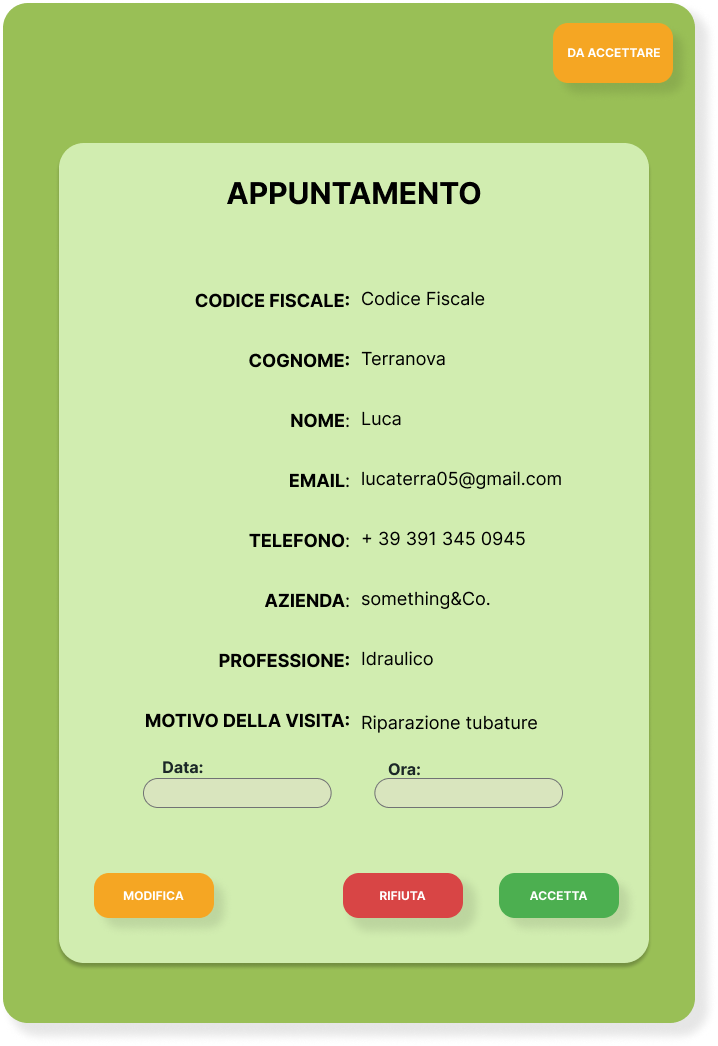 DA ACCETTARE
APPUNTAMENTO
CODICE FISCALE: Codice Fiscale
COGNOME: Terranova
NOME: Luca
EMAIL: lucaterra05@gmail.com
TELEFONO: + 39 391 345 0945
AZIENDA: something&Co.
PROFESSIONE: Idraulico
MOTIVO DELLA VISITA: Riparazione tubature
Data: Ora:
MODIFICA RIFIUTA ACCETTA